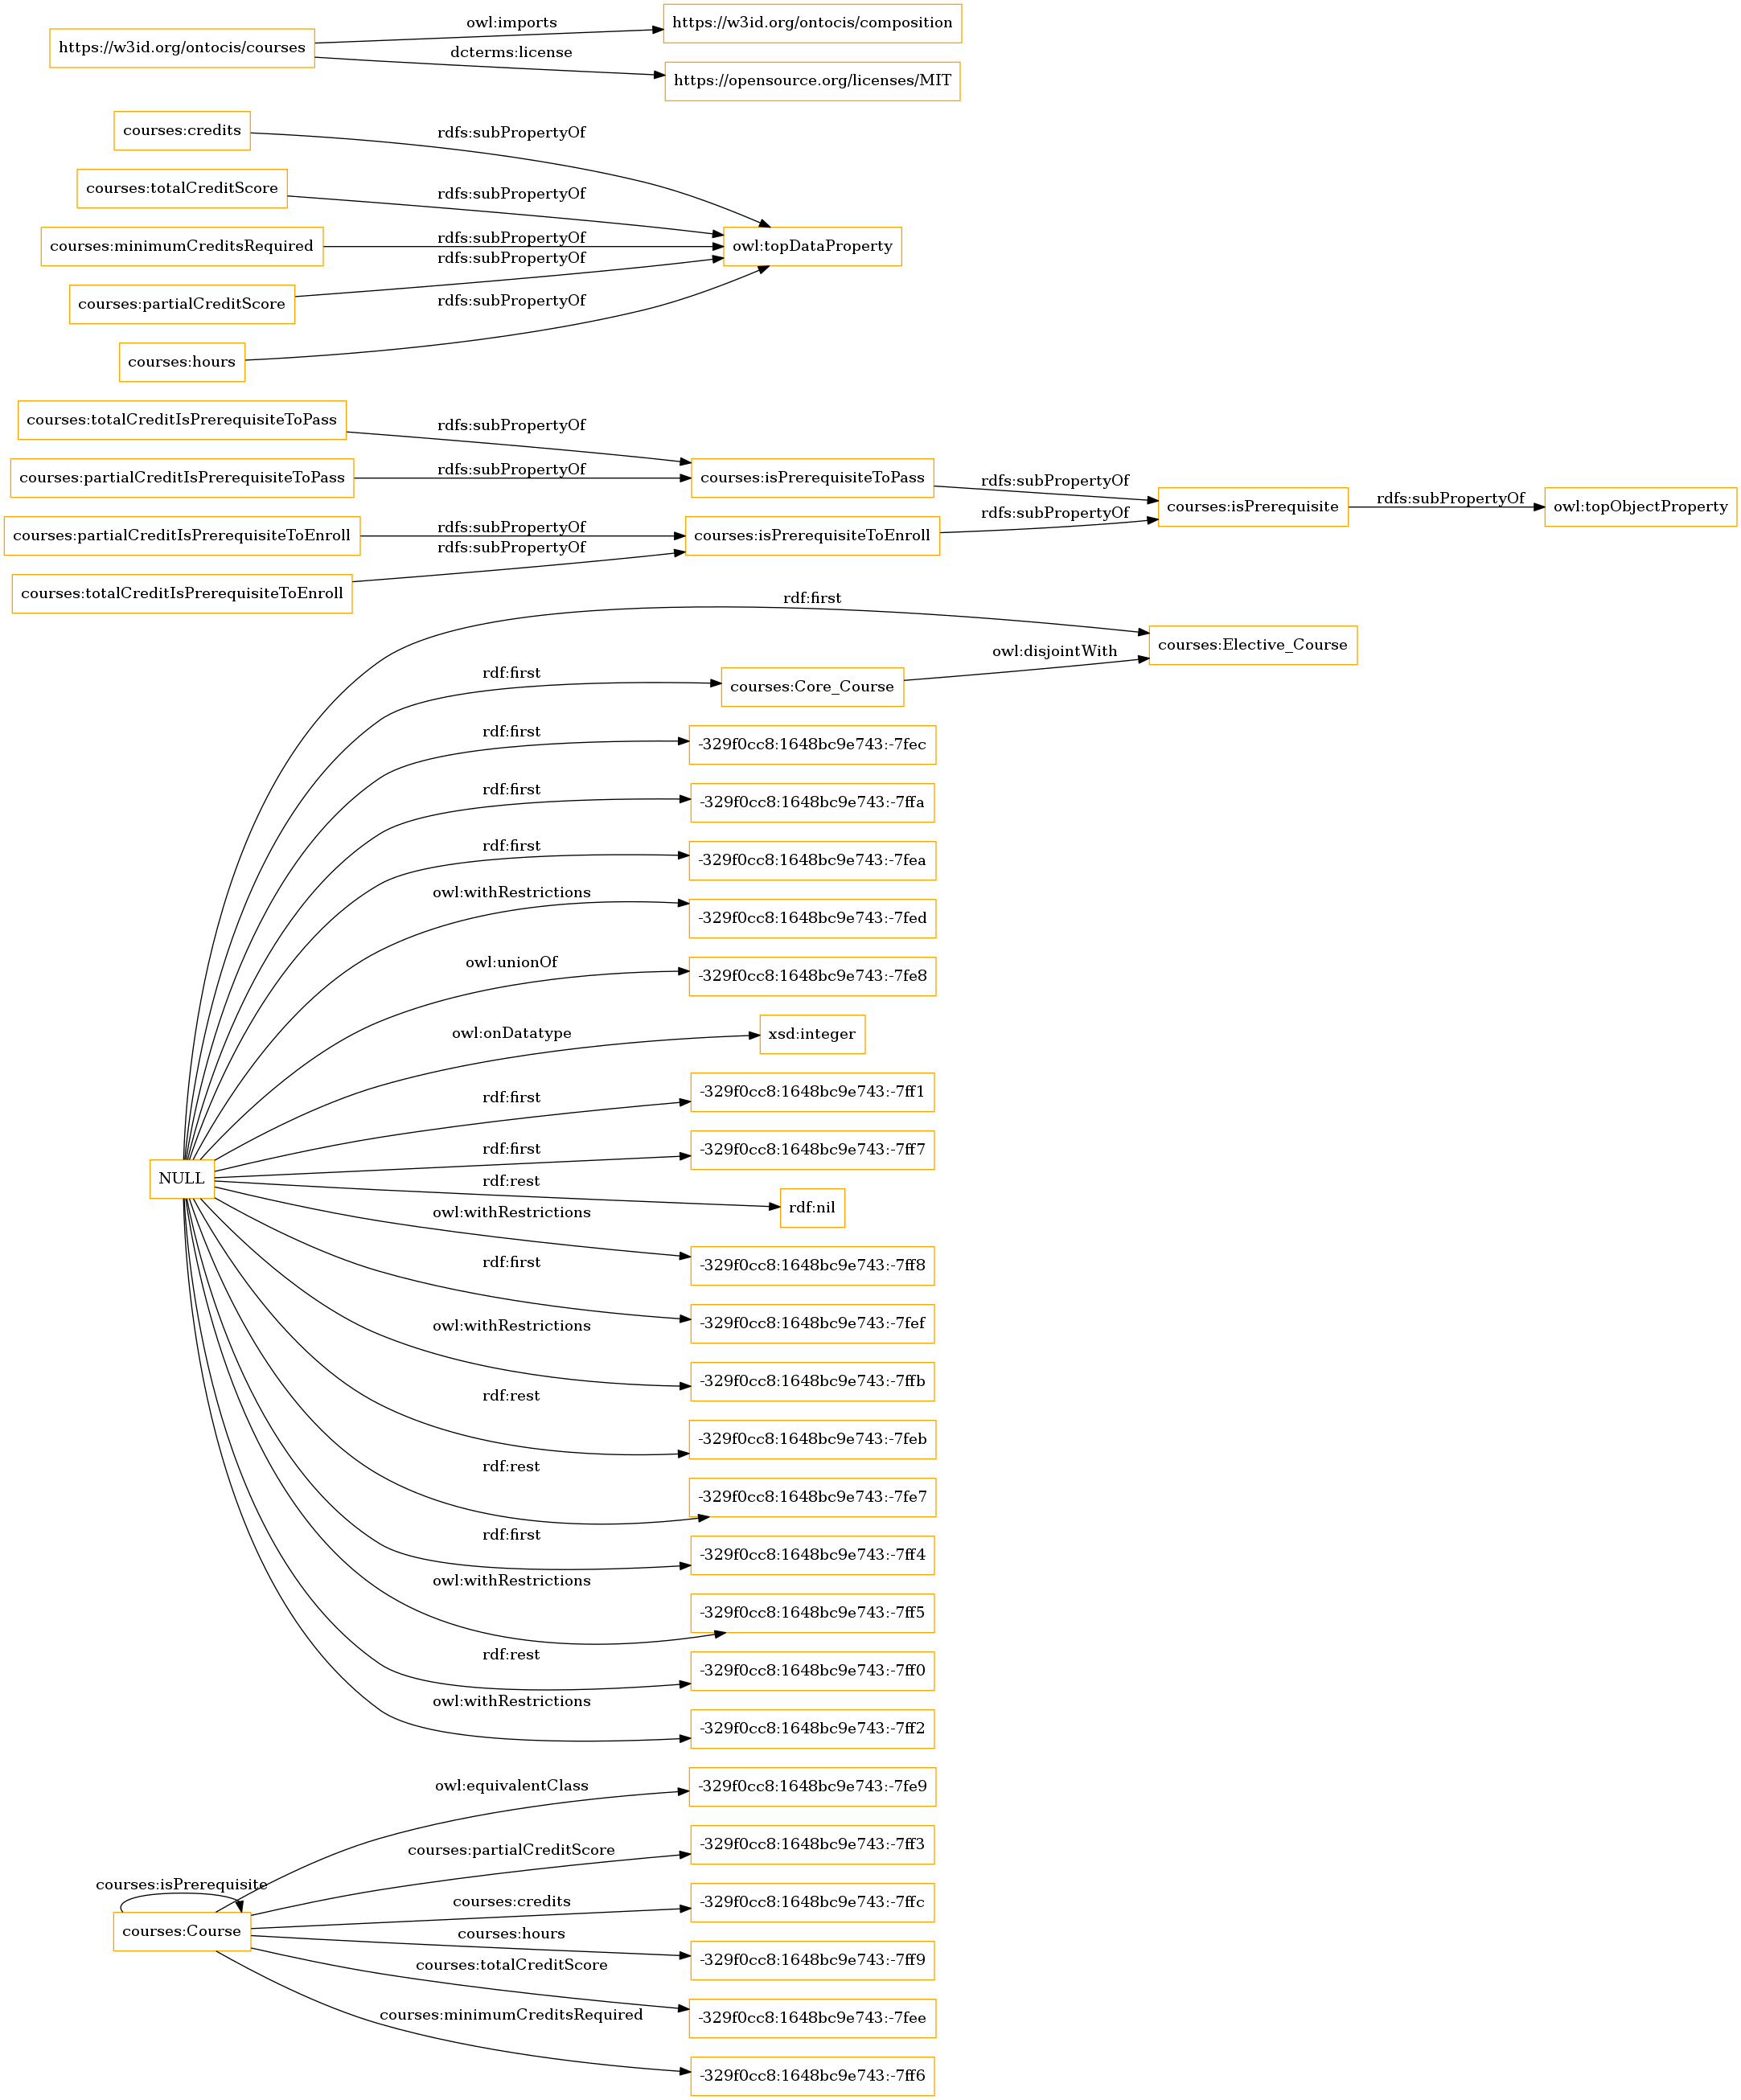 owl:imports
https://w3id.org/ontocis/composition
https://w3id.org/ontocis/courses
dcterms:license
https://opensource.org/licenses/MIT
courses:credits
rdfs:subPropertyOf
courses:totalCreditScore
rdfs:subPropertyOf
courses:minimumCreditsRequired
rdfs:subPropertyOf
owl:topDataProperty
rdfs:subPropertyOf
courses:partialCreditScore
rdfs:subPropertyOf
courses:hours
courses:totalCreditIsPrerequisiteToPass
rdfs:subPropertyOf
courses:partialCreditIsPrerequisiteToPass
rdfs:subPropertyOf
courses:isPrerequisiteToPass
rdfs:subPropertyOf
courses:isPrerequisite
rdfs:subPropertyOf
owl:topObjectProperty
rdfs:subPropertyOf
courses:partialCreditIsPrerequisiteToEnroll
rdfs:subPropertyOf
courses:isPrerequisiteToEnroll
rdfs:subPropertyOf
courses:totalCreditIsPrerequisiteToEnroll
rdf:first
courses:Elective_Course
owl:disjointWith
rdf:first
courses:Core_Course
rdf:first
-329f0cc8:1648bc9e743:-7fec
rdf:first
-329f0cc8:1648bc9e743:-7ffa
rdf:first
-329f0cc8:1648bc9e743:-7fea
owl:withRestrictions
-329f0cc8:1648bc9e743:-7fed
owl:unionOf
-329f0cc8:1648bc9e743:-7fe8
owl:onDatatype
xsd:integer
rdf:first
-329f0cc8:1648bc9e743:-7ff1
rdf:first
-329f0cc8:1648bc9e743:-7ff7
NULL
rdf:rest
rdf:nil
owl:withRestrictions
-329f0cc8:1648bc9e743:-7ff8
rdf:first
-329f0cc8:1648bc9e743:-7fef
owl:withRestrictions
-329f0cc8:1648bc9e743:-7ffb
rdf:rest
-329f0cc8:1648bc9e743:-7feb
rdf:rest
-329f0cc8:1648bc9e743:-7fe7
rdf:first
-329f0cc8:1648bc9e743:-7ff4
owl:withRestrictions
-329f0cc8:1648bc9e743:-7ff5
rdf:rest
-329f0cc8:1648bc9e743:-7ff0
owl:withRestrictions
-329f0cc8:1648bc9e743:-7ff2
owl:equivalentClass
-329f0cc8:1648bc9e743:-7fe9
courses:partialCreditScore
-329f0cc8:1648bc9e743:-7ff3
courses:isPrerequisite
courses:credits
-329f0cc8:1648bc9e743:-7ffc
courses:Course
courses:hours
-329f0cc8:1648bc9e743:-7ff9
courses:totalCreditScore
-329f0cc8:1648bc9e743:-7fee
courses:minimumCreditsRequired
-329f0cc8:1648bc9e743:-7ff6